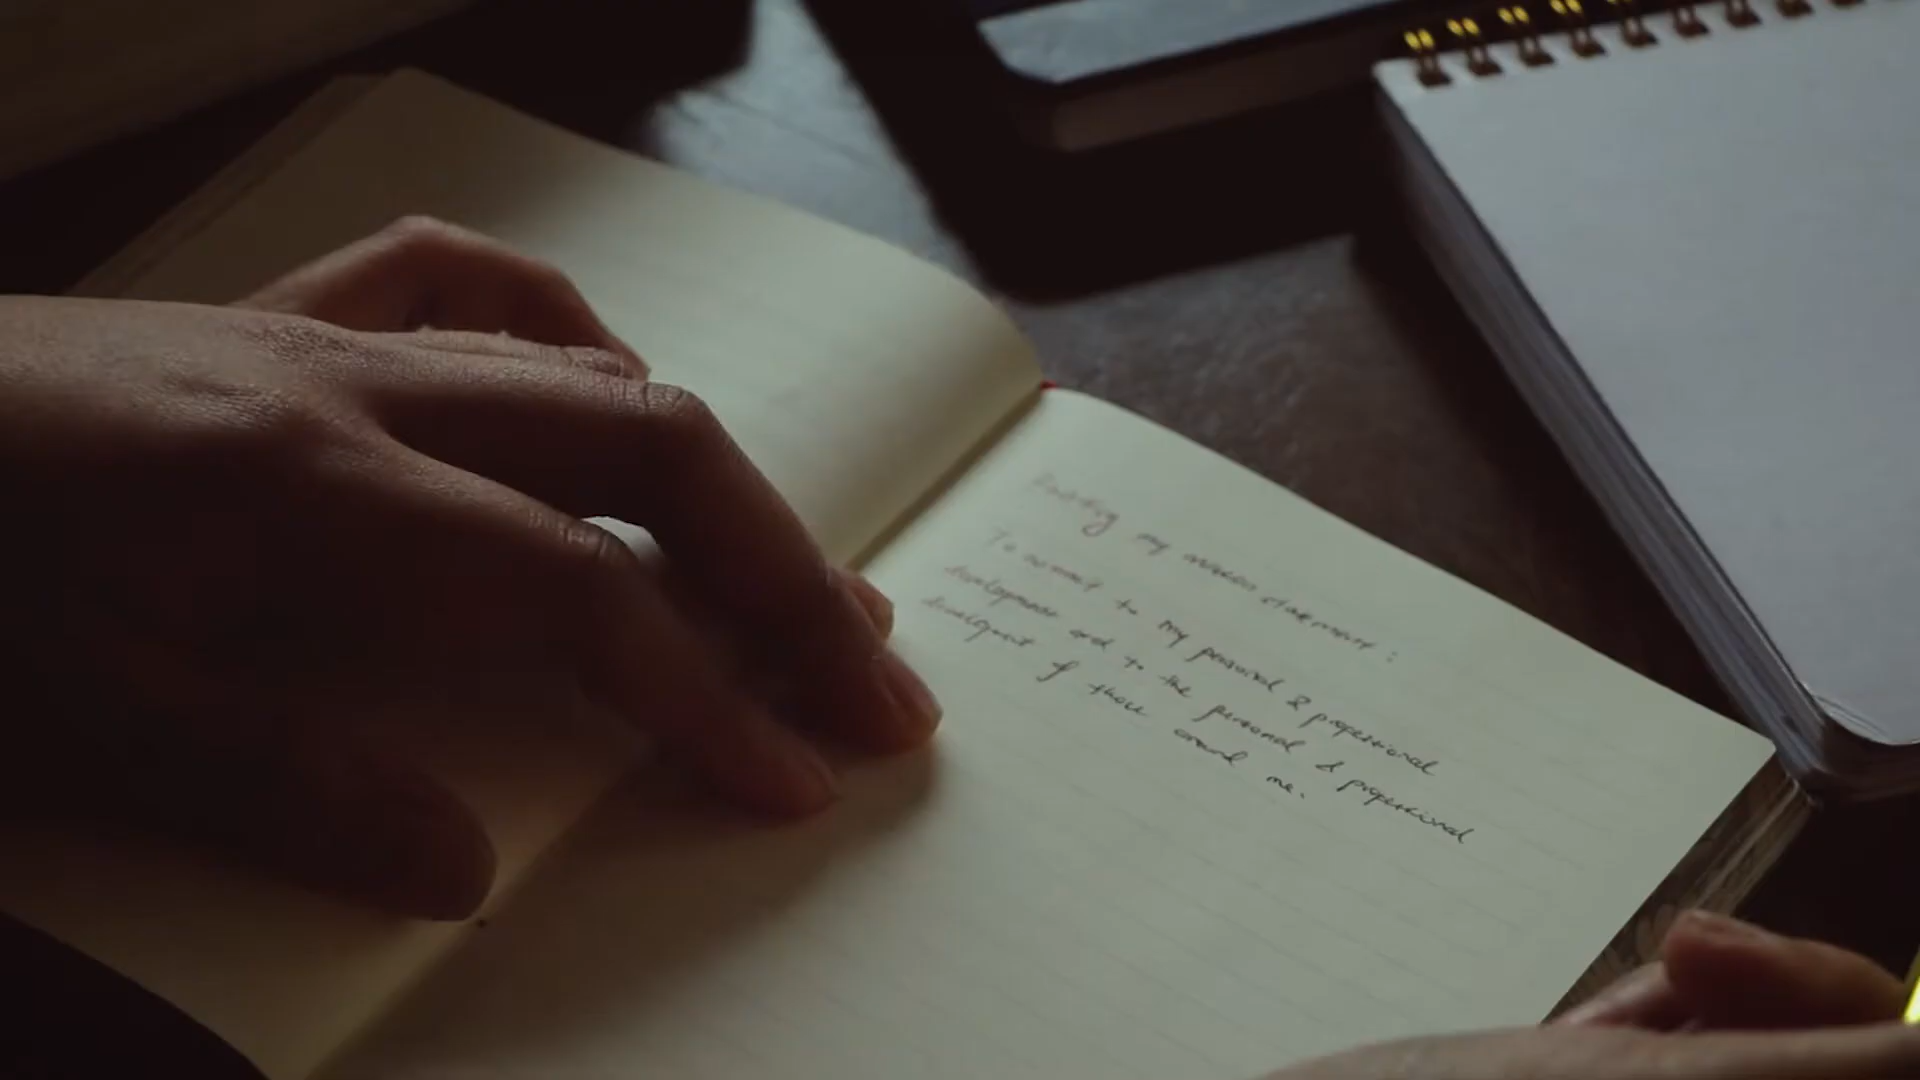 Drafting my mission statement:
To commit to my personal & professional
development and to the personal & professional
development of those around me.